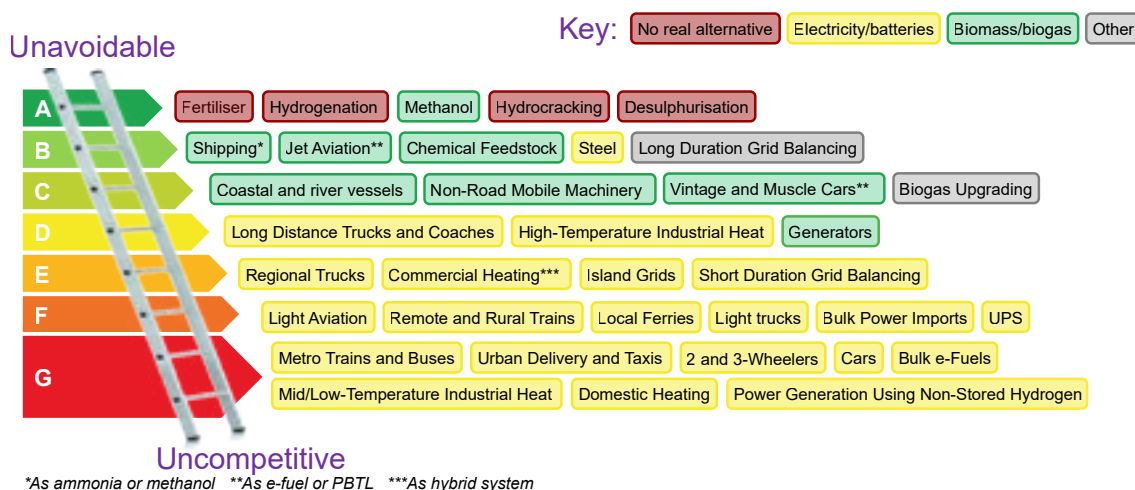 Key: No real alternative Electricity/batteries Biomass/biogas Other
Unavoidable
A Fertiliser Hydrogenation Methanol Hydrocracking Desulphurisation
B Shipping* Jet Aviation** Chemical Feedstock Steel Long Duration Grid Balancing
C Coastal and river vessels Non-Road Mobile Machinery Vintage and Muscle Cars** Biogas Upgrading
D Long Distance Trucks and Coaches High-Temperature Industrial Heat Generators
E Regional Trucks Commercial Heating*** Island Grids Short Duration Grid Balancing
F Light Aviation Remote and Rural Trains Local Ferries Light trucks Bulk Power Imports UPS
G Metro Trains and Buses Urban Delivery and Taxis 2 and 3-Wheelers Cars Bulk e-Fuels
Mid/Low-Temperature Industrial Heat Domestic Heating Power Generation Using Non-Stored Hydrogen
Uncompetitive
*As ammonia or methanol **As e-fuel or PBTL ***As hybrid system